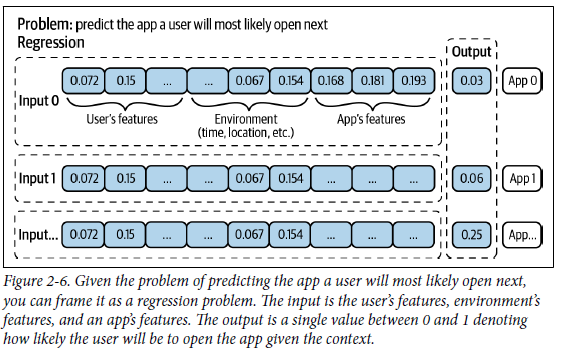 Problem: predict the app a user will most likely open next
Regression
Output
Input 0 0.072 0.15 ... ... 0.067 0.154 0.168 0.181 0.193 0.03 App 0
User's features Environment (time, location, etc.) App's features
Input 1 0.072 0.15 ... ... 0.067 0.154 ... ... ... 0.06 App 1
Input... 0.072 0.15 ... ... 0.067 0.154 ... ... ... 0.25 App...
Figure 2-6. Given the problem of predicting the app a user will most likely open next,
you can frame it as a regression problem. The input is the user's features, environment's
features, and an app's features. The output is a single value between 0 and 1 denoting
how likely the user will be to open the app given the context.